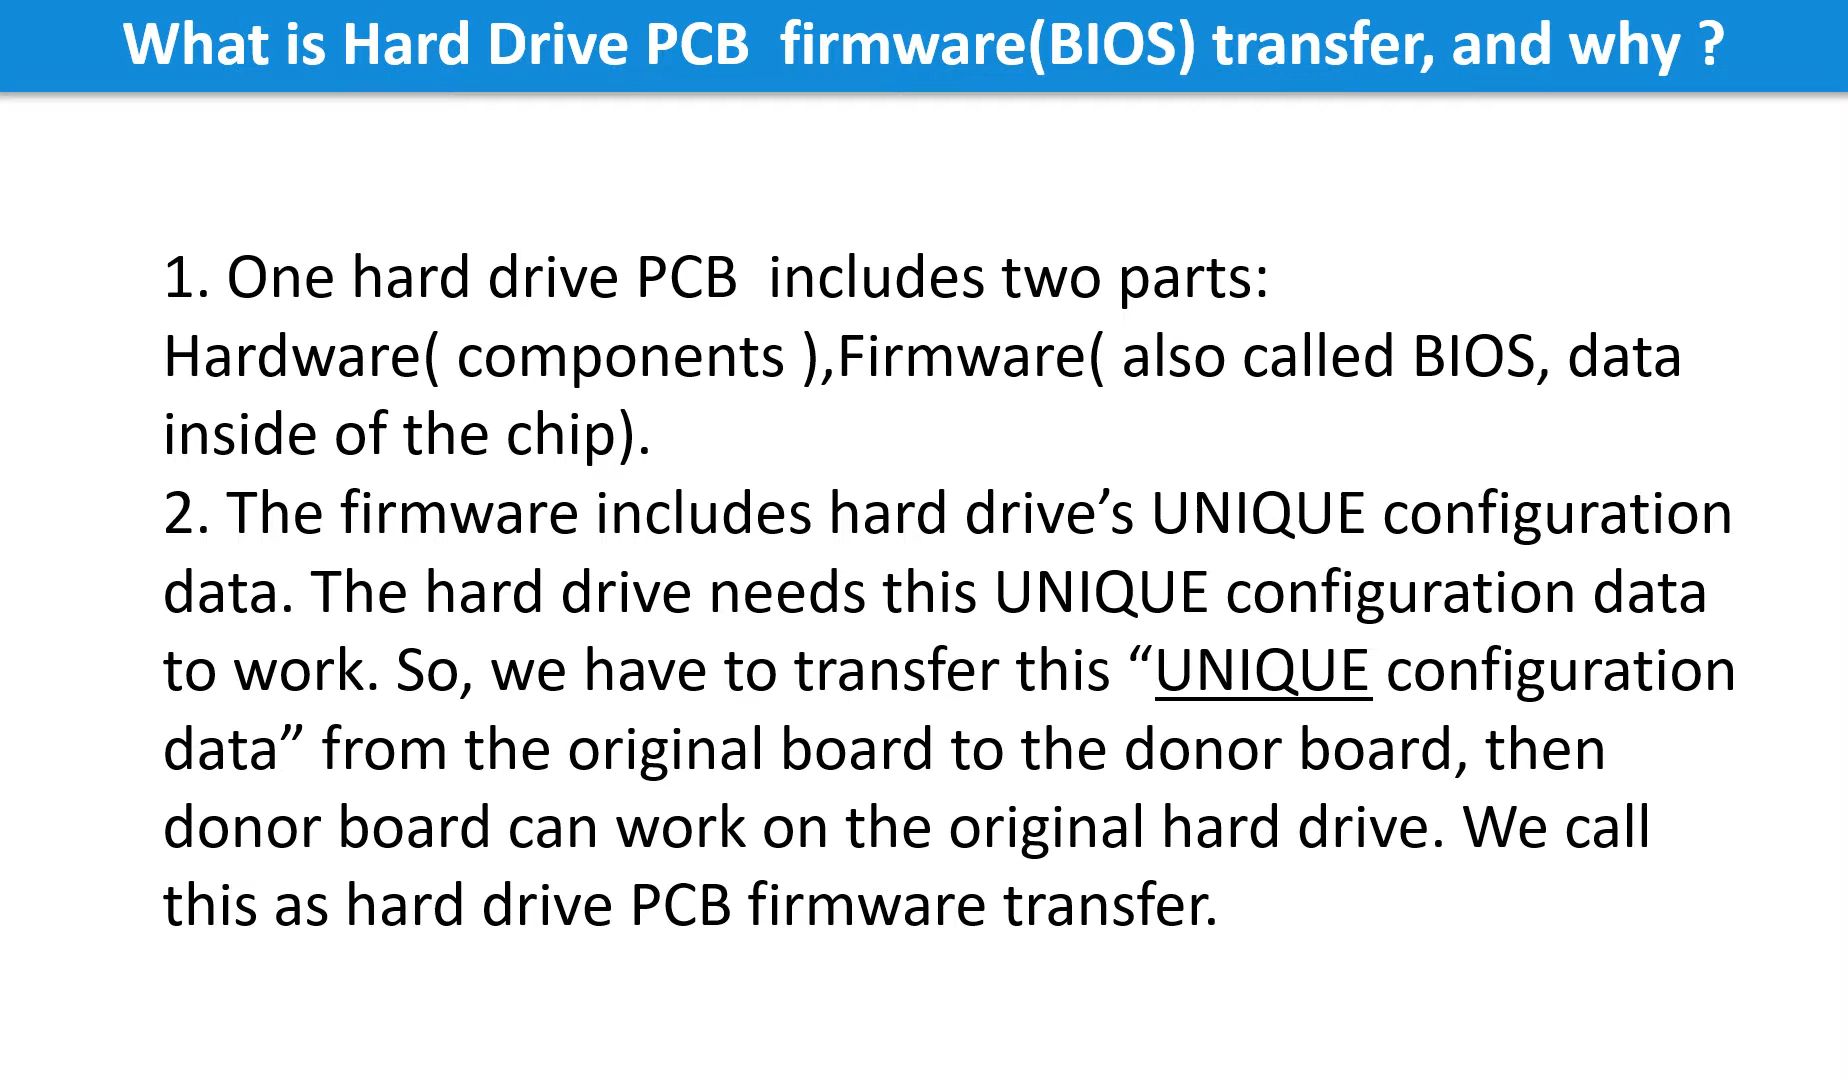 What is Hard Drive PCB  firmware(BIOS) transfer, and why ?
1. One hard drive PCB  includes two parts:
Hardware( components ),Firmware( also called BIOS, data
inside of the chip).
2. The firmware includes hard drive’s UNIQUE configuration
data. The hard drive needs this UNIQUE configuration data
to work. So, we have to transfer this “UNIQUE configuration
data” from the original board to the donor board, then
donor board can work on the original hard drive. We call
this as hard drive PCB firmware transfer.